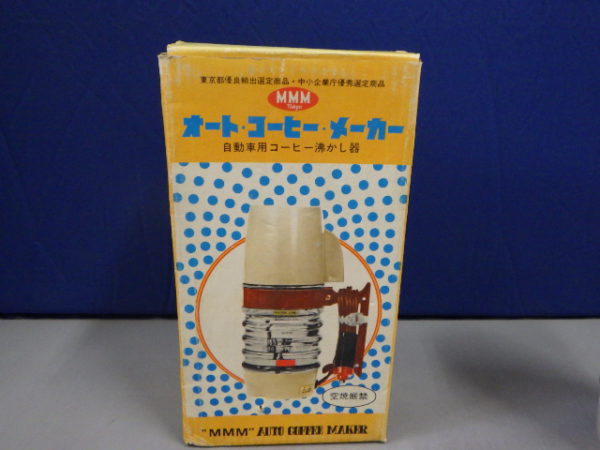 東京都優良輸出選定商品・中小企業庁優秀選定商品
MMM
Tokyo
オート・コーヒー・メーカー
自動車用コーヒー沸かし器
空焼厳禁
"MMM" AUTO COFFEE MAKER